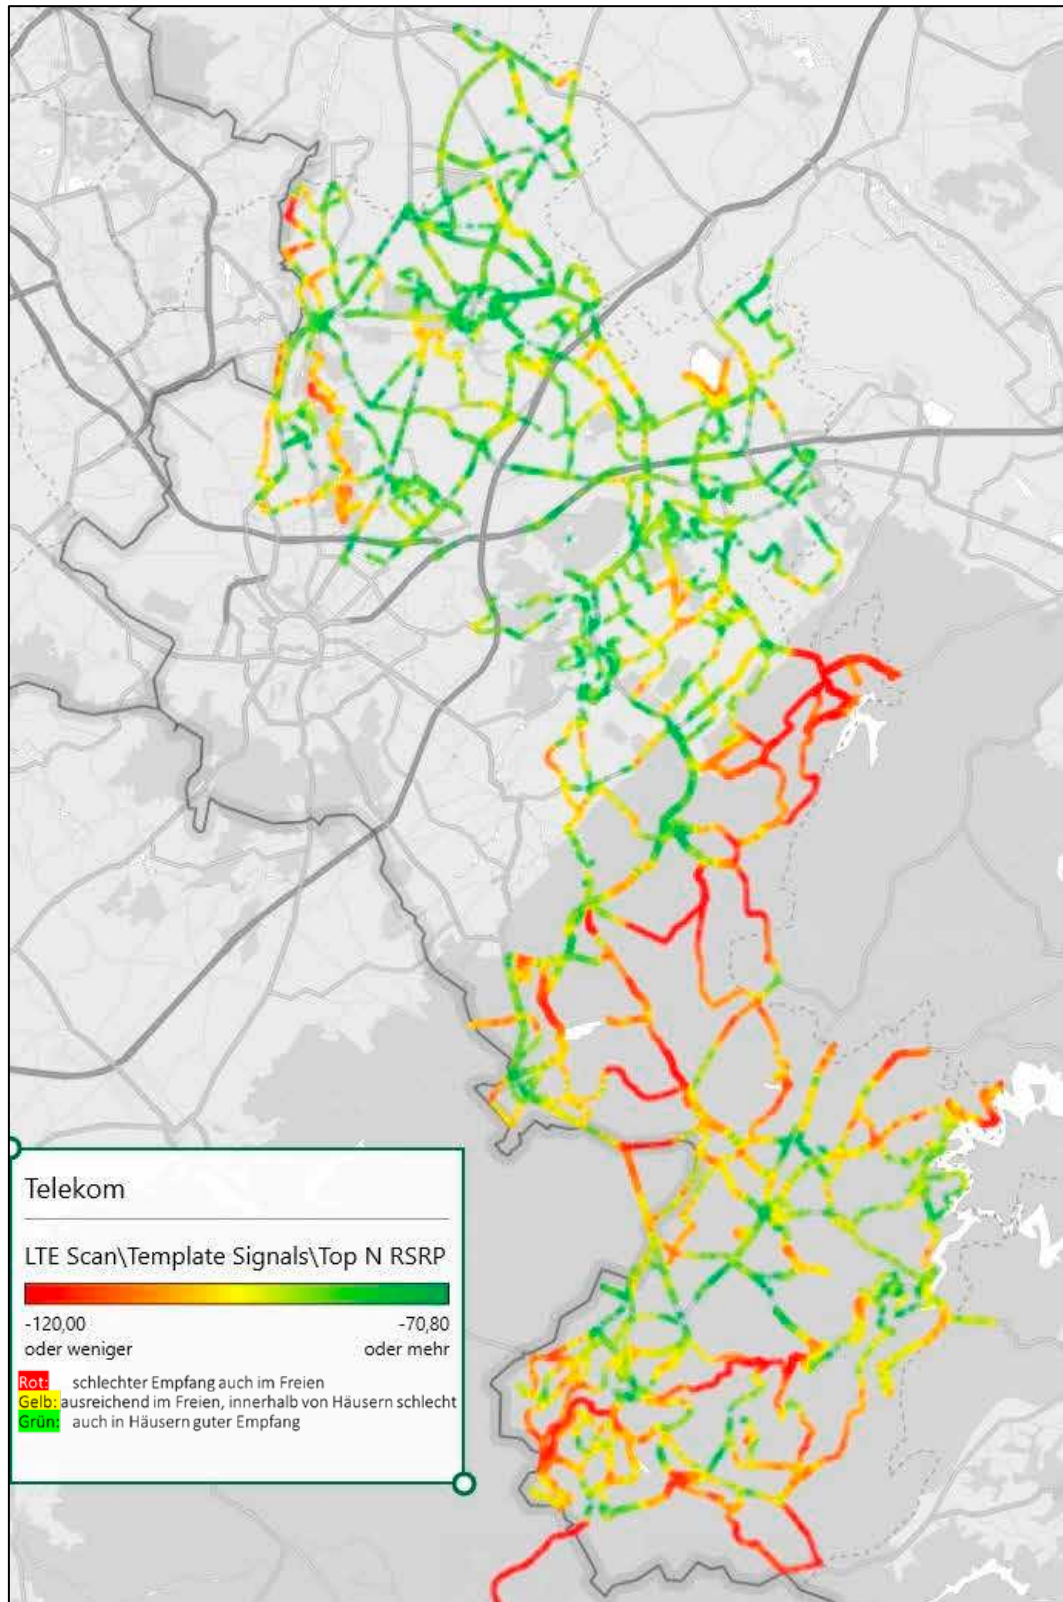 Telekom
LTE Scan\Template Signals\Top N RSRP
-120,00 -70,80
oder weniger oder mehr
Rot: schlechter Empfang auch im Freien
Gelb: ausreichend im Freien, innerhalb von Häusern schlecht
Grün: auch in Häusern guter Empfang